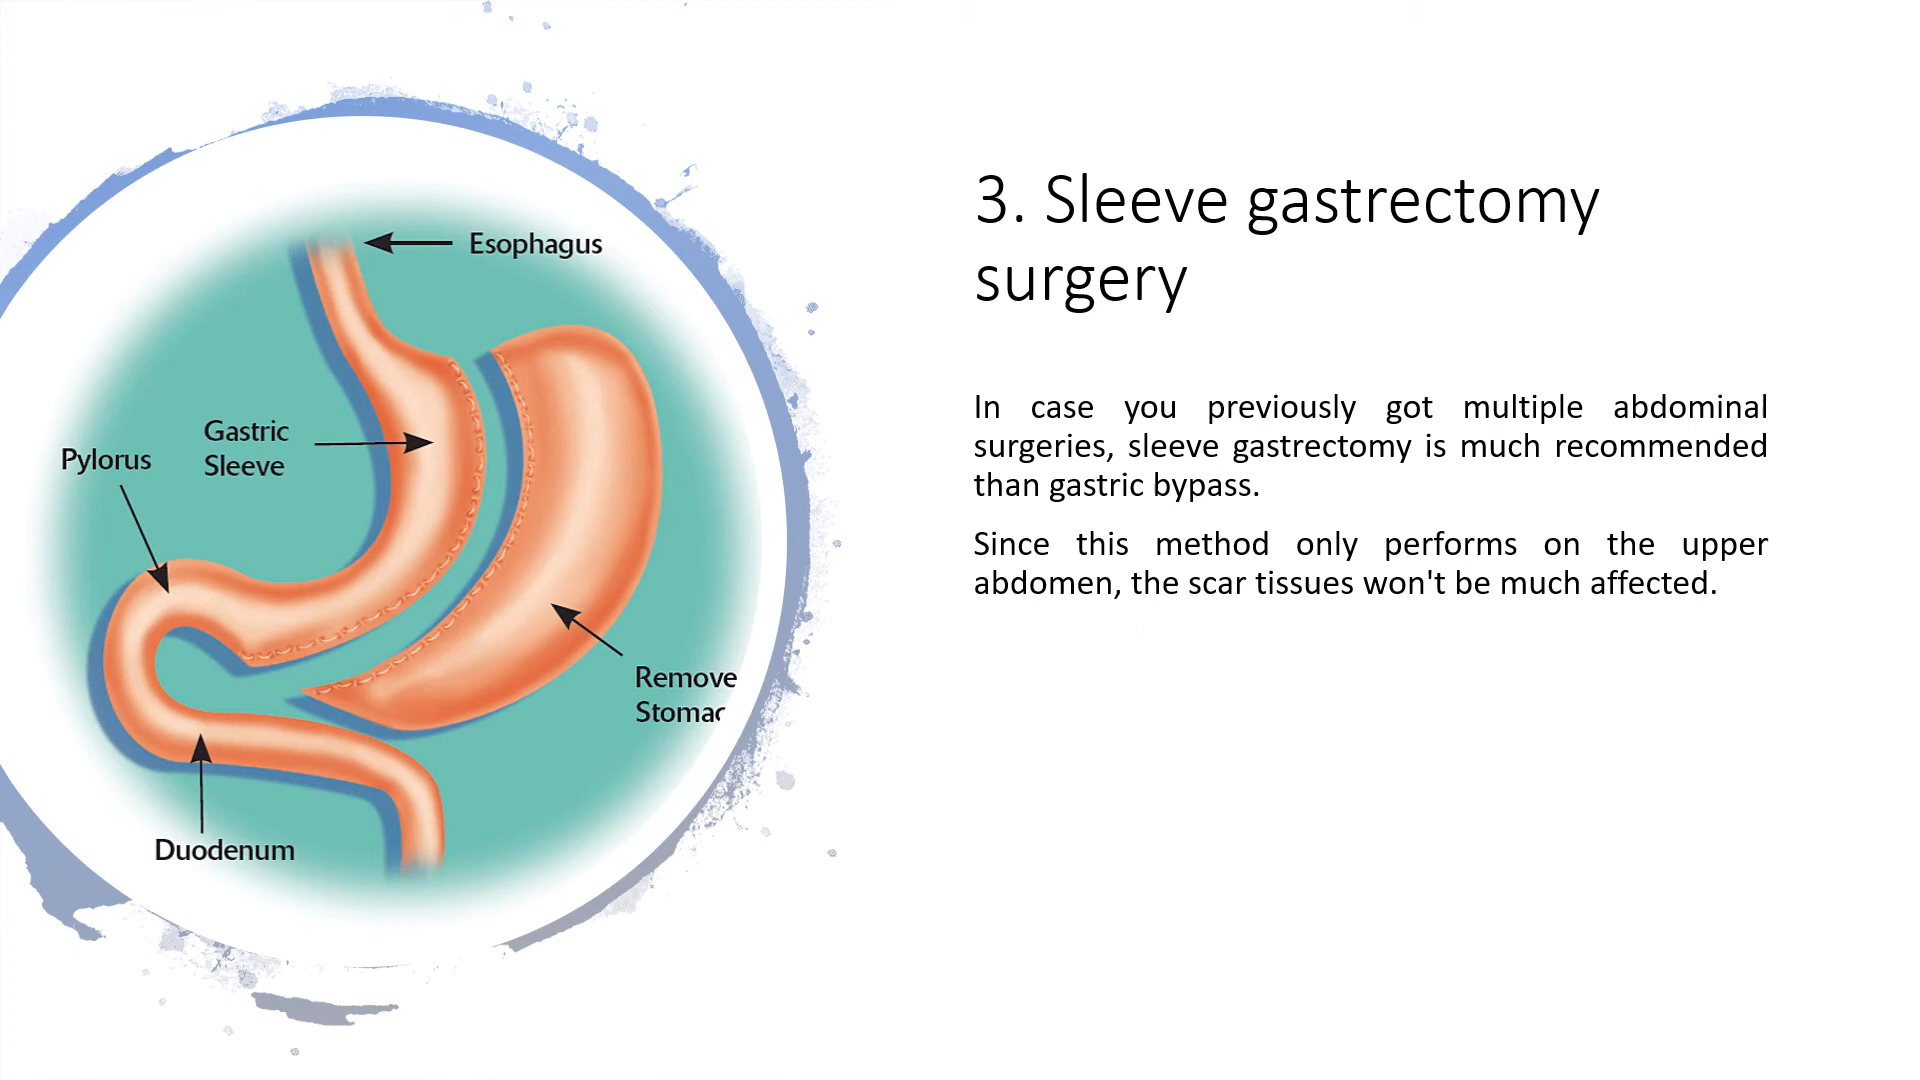 Esophagus
Gastric
Sleeve
Pylorus
Remove
Stomac
Duodenum
3. Sleeve gastrectomy
surgery
In case you previously got multiple abdominal
surgeries, sleeve gastrectomy is much recommended
than gastric bypass.
Since this method only performs on the upper
abdomen, the scar tissues won't be much affected.